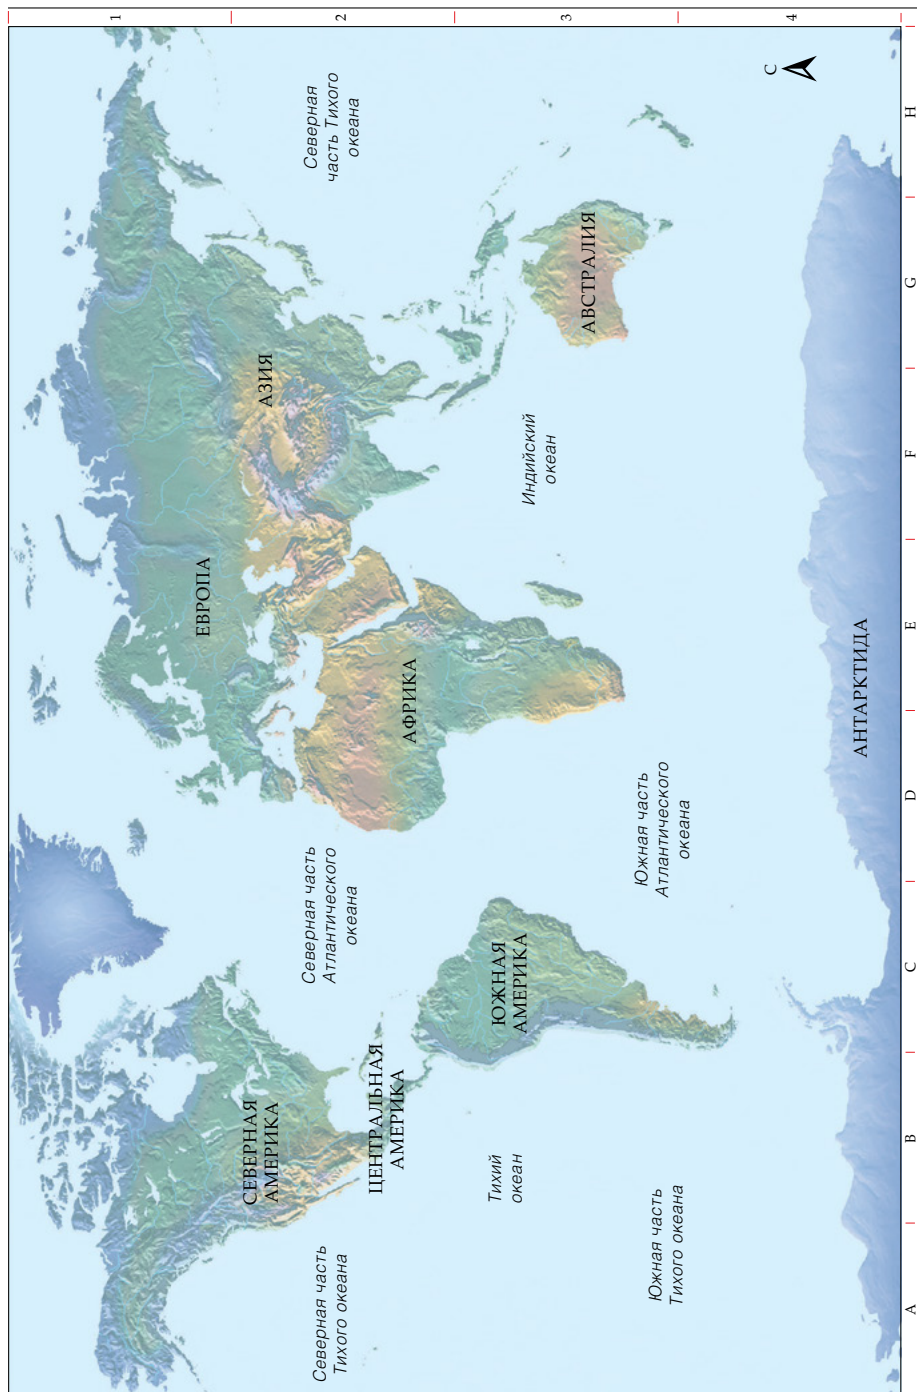 1
2
3
4
С
СЕВЕРНАЯ
АМЕРИКА
ЦЕНТРАЛЬНАЯ
АМЕРИКА
ЮЖНАЯ
АМЕРИКА
ЕВРОПА
АЗИЯ
АФРИКА
АВСТРАЛИЯ
АНТАРКТИДА
Северная часть
Тихого океана
Северная часть
Атлантического
океана
Северная
часть Тихого
океана
Тихий
океан
Индийский
океан
Южная часть
Тихого океана
Южная часть
Атлантического
океана
A
B
C
D
E
F
G
H